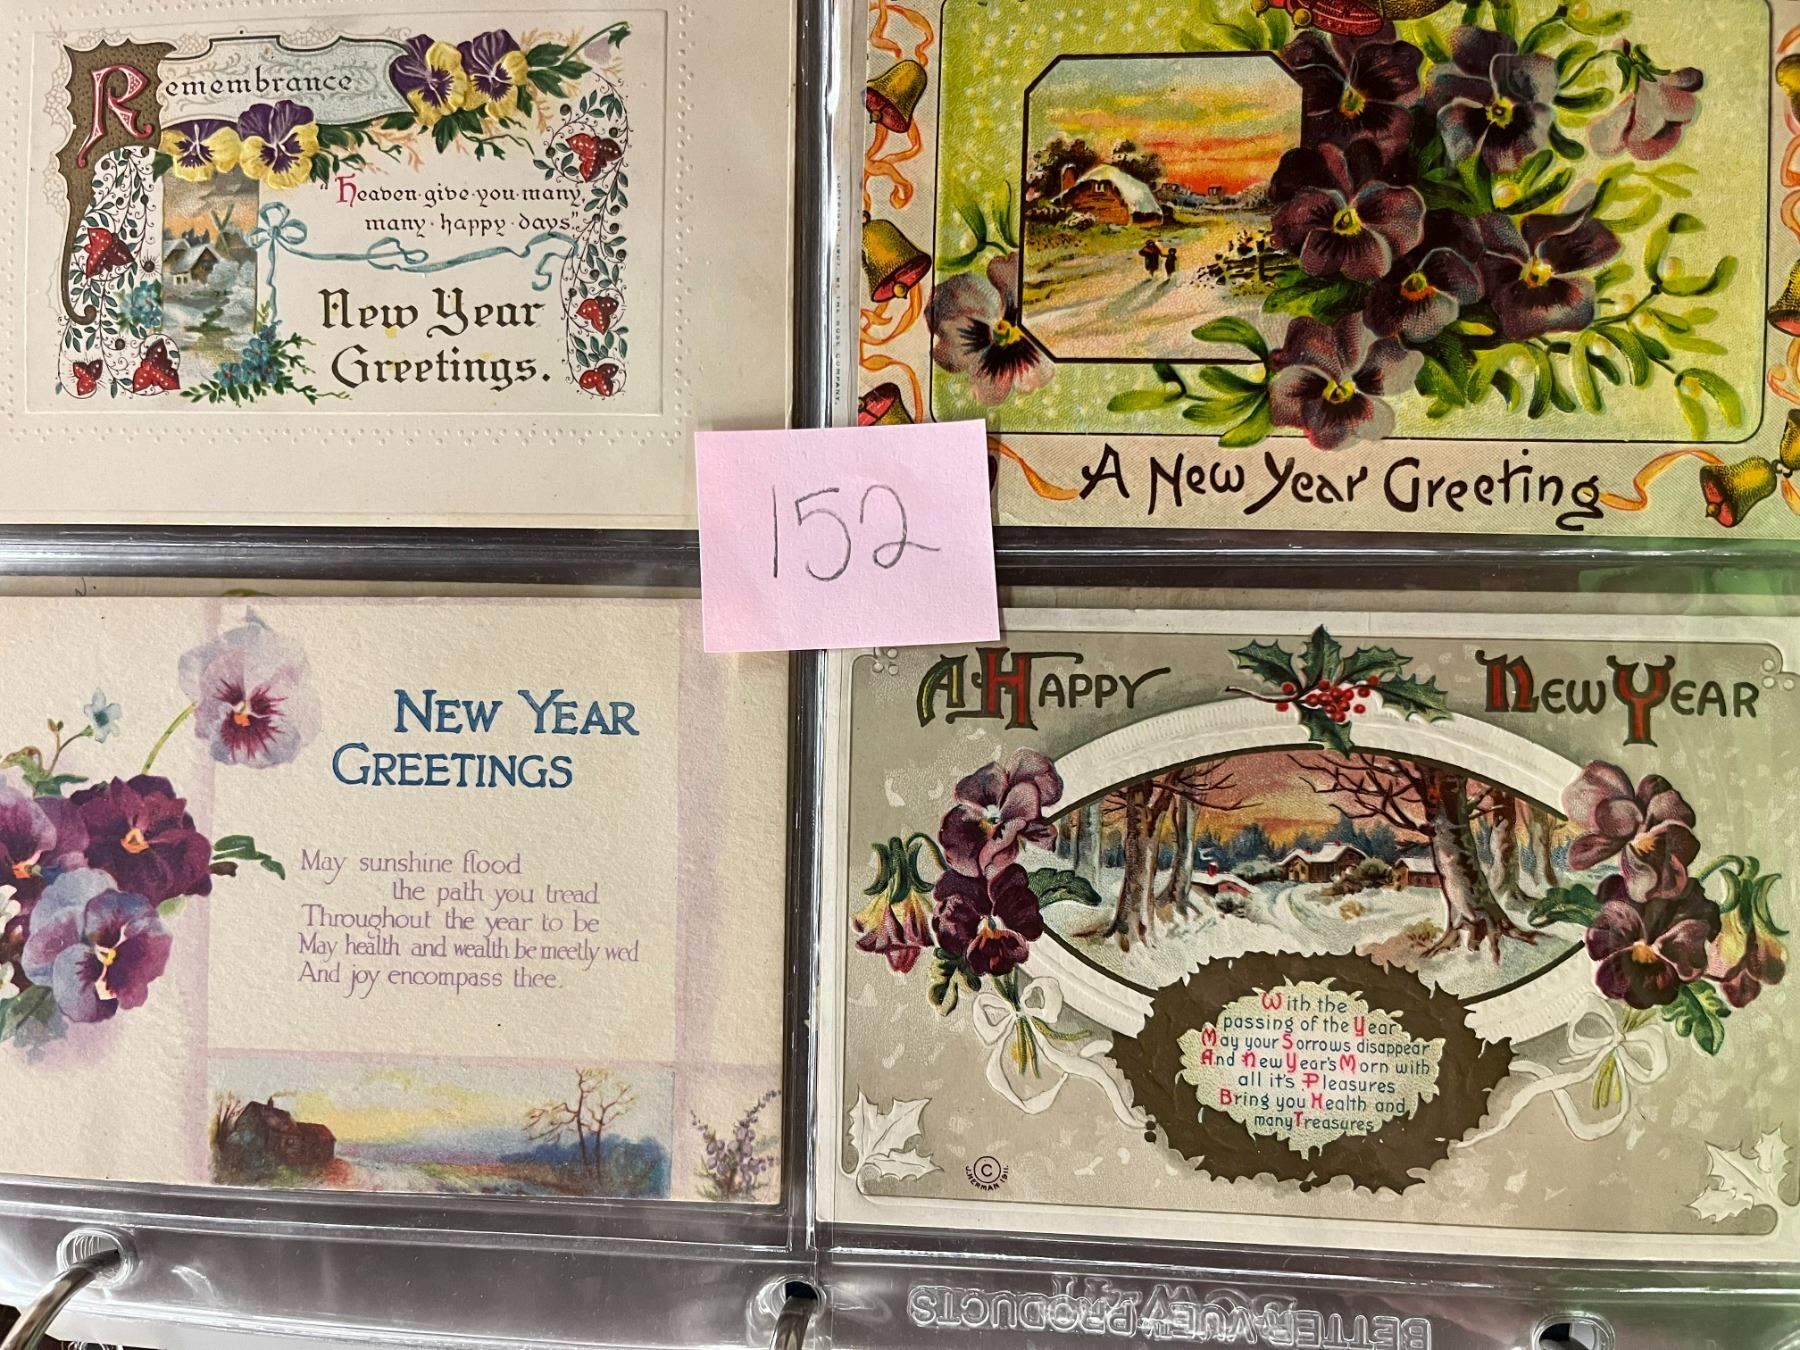 Remembrance
"Heaven·give·you·many,
many·happy·days."
New Year
Greetings.
A New Year Greeting
152
New Year
Greetings
May sunshine flood
the path you tread
Throughout the year to be
May health and wealth be meetly wed
And joy encompass thee.
A Happy New Year
With the
passing of the Year
May your Sorrows disappear
And New Year's Morn with
all it's Pleasures
Bring you Health and
many Treasures
©
J.HERMAN 1911.
BETTER VUE PRODUCTS